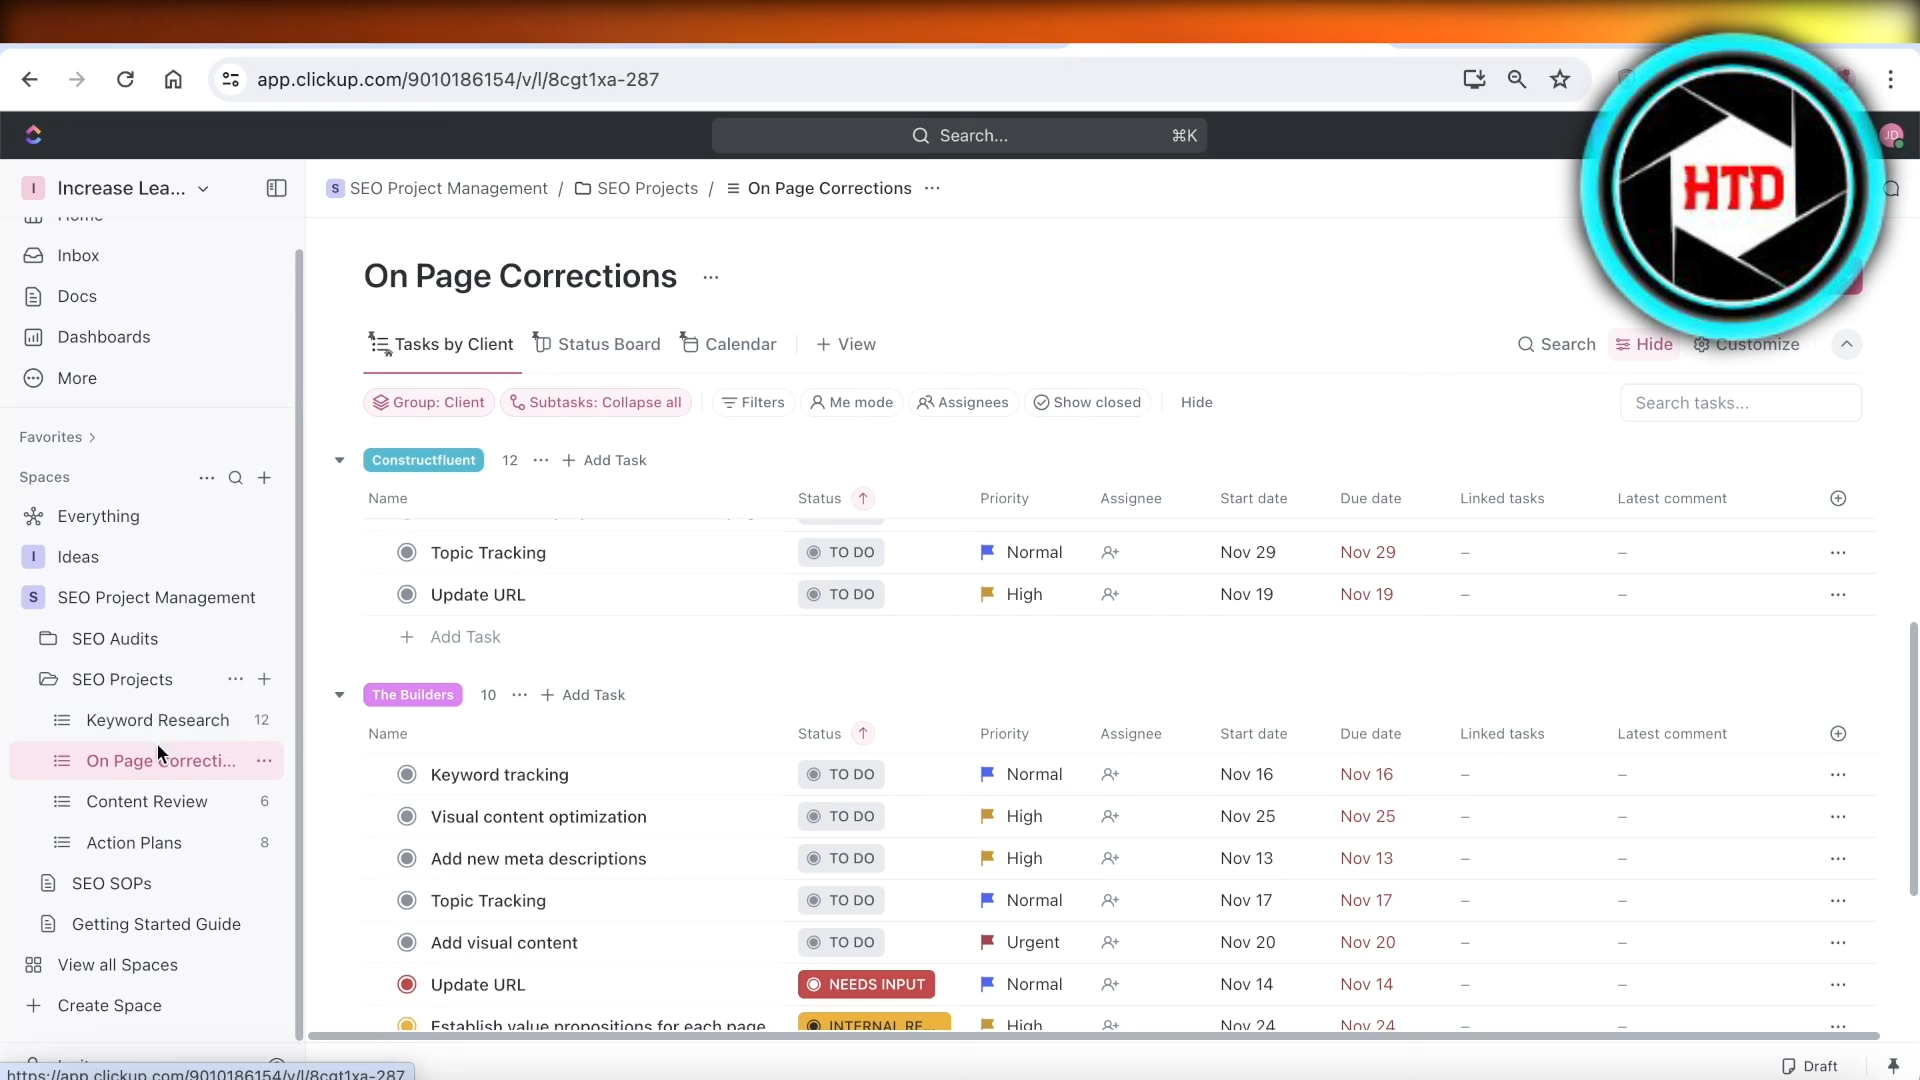 app.clickup.com/9010186154/v/l/8cgt1xa-287
Search... ⌘K
JD
HTD
I Increase Lea...
Home
Inbox
Docs
Dashboards
More
Favorites
Spaces
Everything
I Ideas
S SEO Project Management
SEO Audits
SEO Projects
Keyword Research 12
On Page Correcti...
Content Review 6
Action Plans 8
SEO SOPs
Getting Started Guide
View all Spaces
Create Space
https://app.clickup.com/9010186154/v/l/8cgt1xa-287
S SEO Project Management / SEO Projects / On Page Corrections
On Page Corrections
Tasks by Client Status Board Calendar + View
Search Hide Customize
Group: Client Subtasks: Collapse all Filters Me mode Assignees Show closed Hide
Search tasks...
Constructfluent 12 ... + Add Task
Name Status Priority Assignee Start date Due date Linked tasks Latest comment
Topic Tracking TO DO Normal Nov 29 Nov 29 – –
Update URL TO DO High Nov 19 Nov 19 – –
+ Add Task
The Builders 10 ... + Add Task
Name Status Priority Assignee Start date Due date Linked tasks Latest comment
Keyword tracking TO DO Normal Nov 16 Nov 16 – –
Visual content optimization TO DO High Nov 25 Nov 25 – –
Add new meta descriptions TO DO High Nov 13 Nov 13 – –
Topic Tracking TO DO Normal Nov 17 Nov 17 – –
Add visual content TO DO Urgent Nov 20 Nov 20 – –
Update URL NEEDS INPUT Normal Nov 14 Nov 14 – –
Establish value propositions for each page INTERNAL RE... High Nov 24 Nov 24 – –
Draft